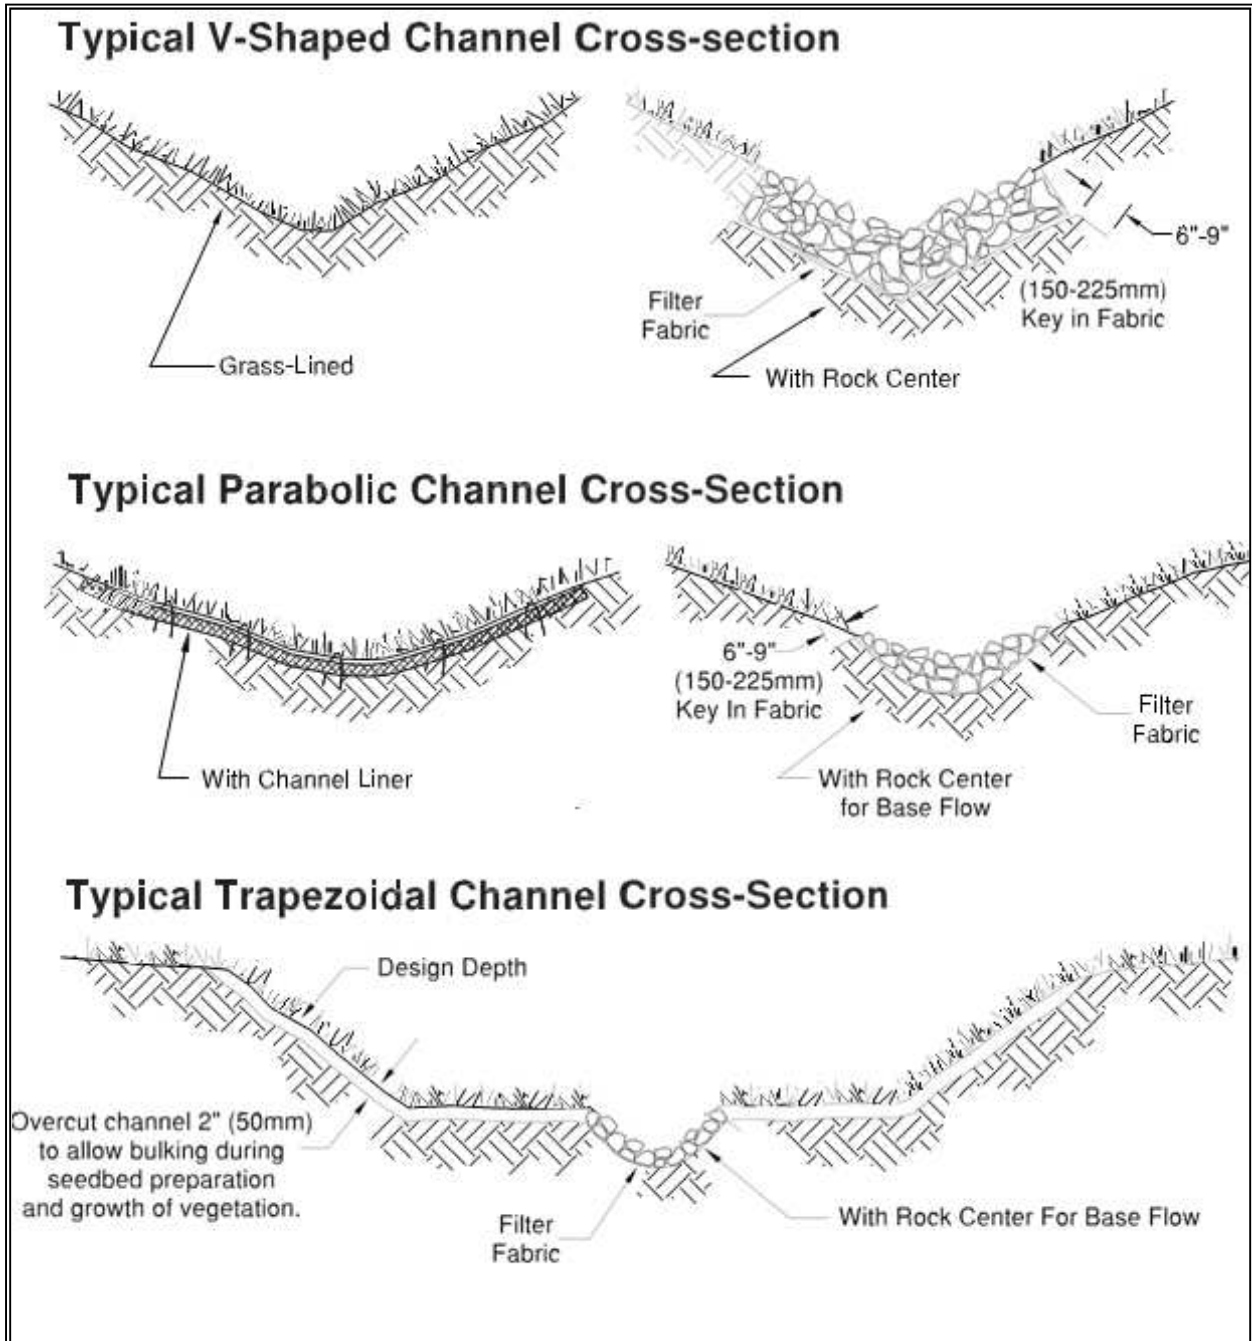 Typical V-Shaped Channel Cross-section
6"-9"
(150-225mm)
Key in Fabric
Filter
Fabric
Grass-Lined
With Rock Center
Typical Parabolic Channel Cross-Section
6"-9"
(150-225mm)
Key In Fabric
Filter
Fabric
With Channel Liner
With Rock Center
for Base Flow
Typical Trapezoidal Channel Cross-Section
Design Depth
Overcut channel 2" (50mm)
to allow bulking during
seedbed preparation
and growth of vegetation.
Filter
Fabric
With Rock Center For Base Flow